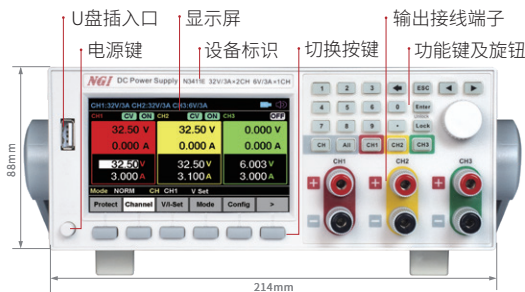 U盘插入口 显示屏 输出接线端子
电源键 设备标识 切换按键 功能键及旋钮
NGI DC Power Supply N3411E 32V/3A×2CH 6V/3A×1CH
CH1:32V/3A CH2:32V/3A CH3:6V/3A
CH1 CV ON CH2 CV ON CH3 OFF
32.50 V 32.50 V 0.000 V
0.000 A 0.000 A 0.000 A
32.50 V 32.50 V 6.003 V
3.000 A 3.100 A 3.000 A
Mode NORM CH CH1 V Set
Protect Channel V/I-Set Mode Config >
1 2 3 ESC
4 5 6 0 Enter
7 8 9 . Lock
CH All CH1 CH2 CH3
CH1 CH2 CH3
+ + +
− − −
88mm
214mm